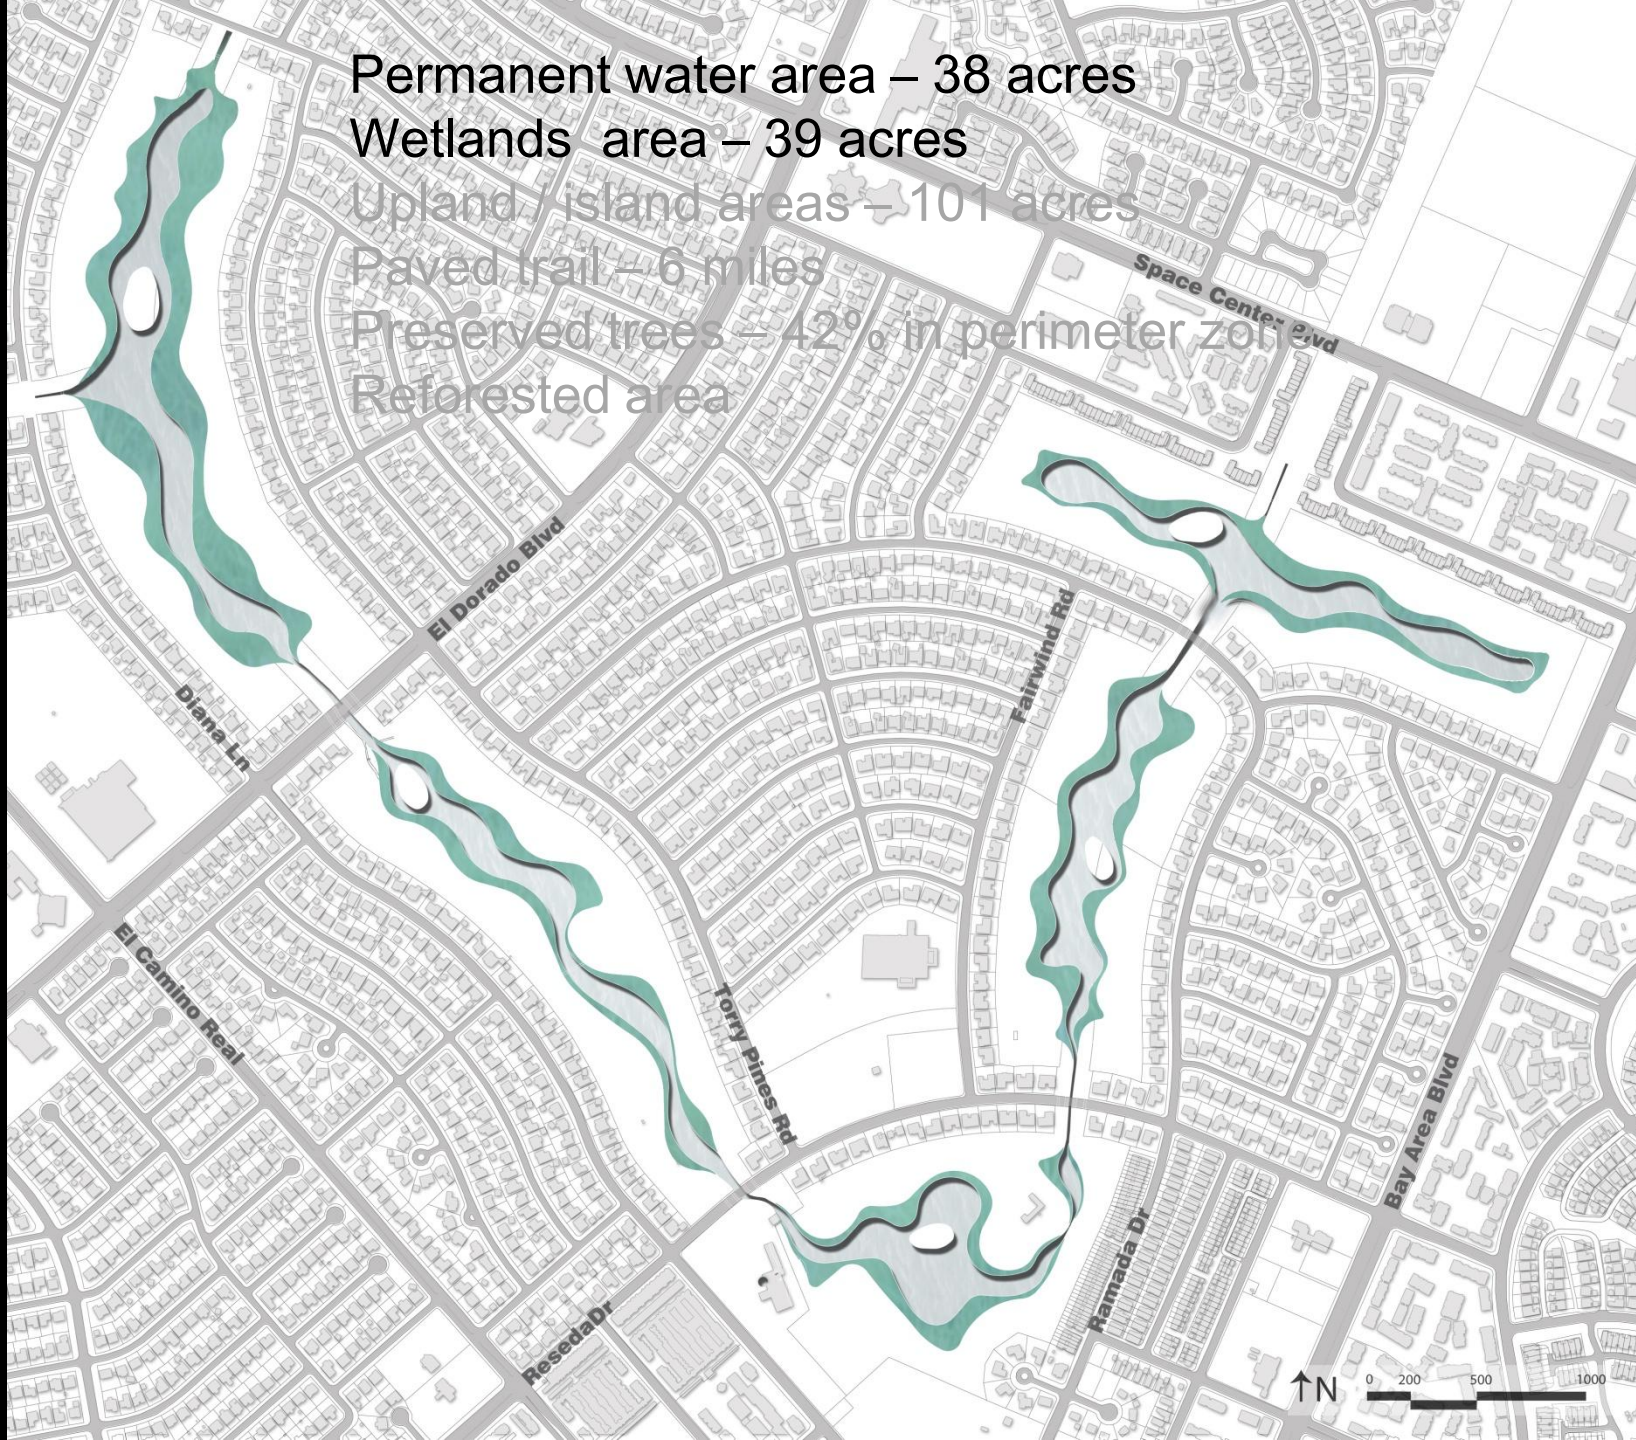 Permanent water area – 38 acres
Wetlands  area – 39 acres
Upland / island areas – 101 acres
Paved trail – 6 miles
Preserved trees – 42% in perimeter zone
Reforested area
Space Center Blvd
El Dorado Blvd
Fairwind Rd
Diana Ln
El Camino Real
Torry Pines Rd
Bay Area Blvd
Ramada Dr
ResedaDr
N
0 200 500 1000